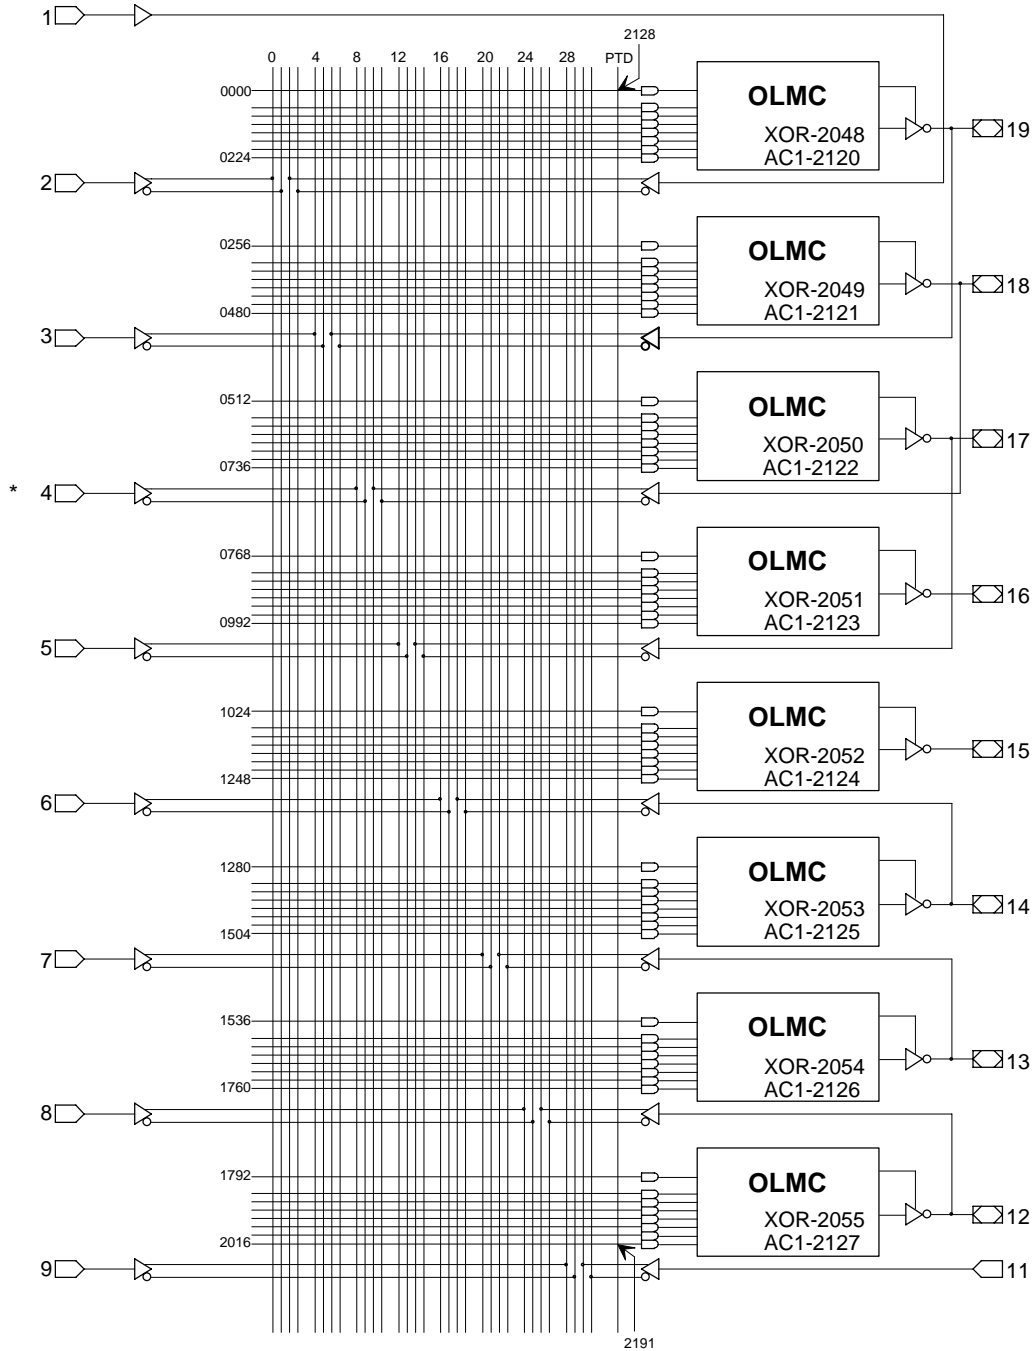 1
2128
0 4 8 12 16 20 24 28 PTD
0000
OLMC
XOR-2048
AC1-2120
19
0224
2
0256
OLMC
XOR-2049
AC1-2121
18
0480
3
0512
OLMC
XOR-2050
AC1-2122
17
0736
* 4
0768
OLMC
XOR-2051
AC1-2123
16
0992
5
1024
OLMC
XOR-2052
AC1-2124
15
1248
6
1280
OLMC
XOR-2053
AC1-2125
14
1504
7
1536
OLMC
XOR-2054
AC1-2126
13
1760
8
1792
OLMC
XOR-2055
AC1-2127
12
2016
9
11
2191